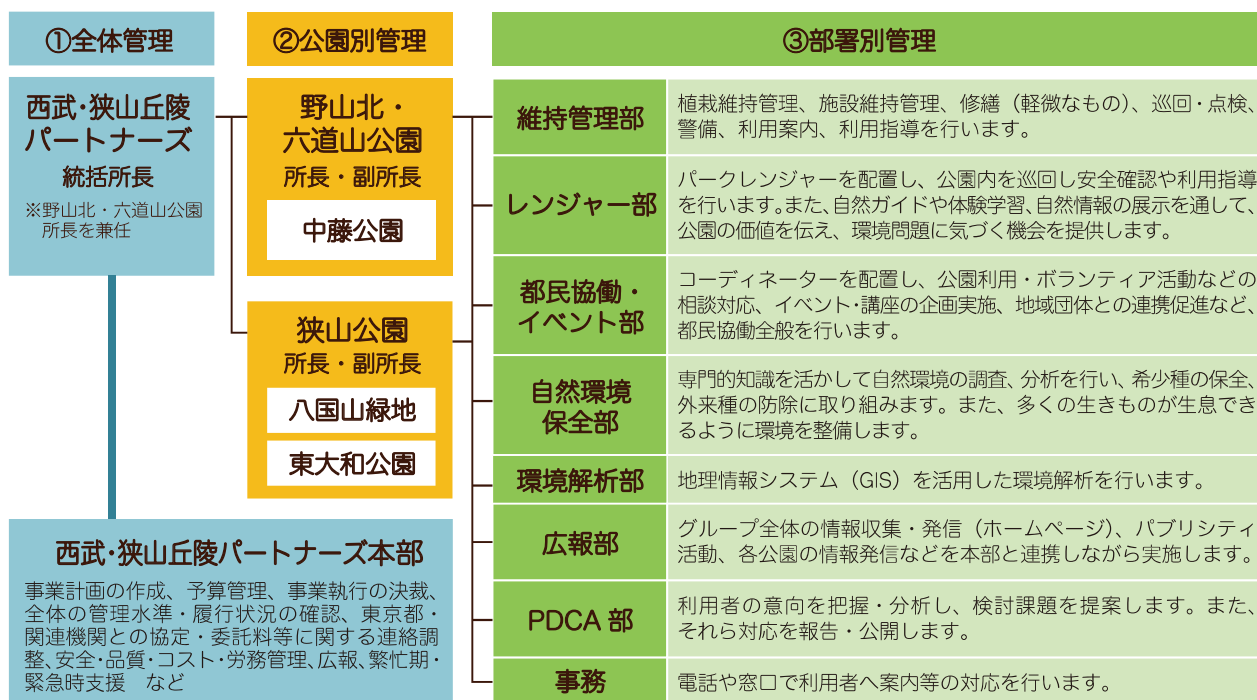 ①全体管理
②公園別管理
③部署別管理
西武・狭山丘陵
パートナーズ
統括所長
※野山北・六道山公園
所長を兼任
野山北・
六道山公園
所長・副所長
中藤公園
狭山公園
所長・副所長
八国山緑地
東大和公園
西武・狭山丘陵パートナーズ本部
事業計画の作成、予算管理、事業執行の決裁、
全体の管理水準・履行状況の確認、東京都・
関連機関との協定・委託料等に関する連絡調
整、安全・品質・コスト・労務管理、広報、繁忙期・
緊急時支援 など
維持管理部
植栽維持管理、施設維持管理、修繕（軽微なもの）、巡回・点検、
警備、利用案内、利用指導を行います。
レンジャー部
パークレンジャーを配置し、公園内を巡回し安全確認や利用指導
を行います。また、自然ガイドや体験学習、自然情報の展示を通して、
公園の価値を伝え、環境問題に気づく機会を提供します。
都民協働・
イベント部
コーディネーターを配置し、公園利用・ボランティア活動などの
相談対応、イベント・講座の企画実施、地域団体との連携促進など、
都民協働全般を行います。
自然環境
保全部
専門的知識を活かして自然環境の調査、分析を行い、希少種の保全、
外来種の防除に取り組みます。また、多くの生きものが生息でき
るように環境を整備します。
環境解析部
地理情報システム（GIS）を活用した環境解析を行います。
広報部
グループ全体の情報収集・発信（ホームページ）、パブリシティ
活動、各公園の情報発信などを本部と連携しながら実施します。
PDCA 部
利用者の意向を把握・分析し、検討課題を提案します。また、
それら対応を報告・公開します。
事務
電話や窓口で利用者へ案内等の対応を行います。